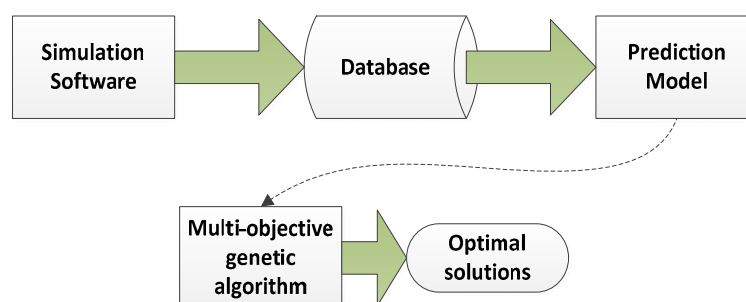 Simulation
Software
Database
Prediction
Model
Multi-objective
genetic
algorithm
Optimal
solutions